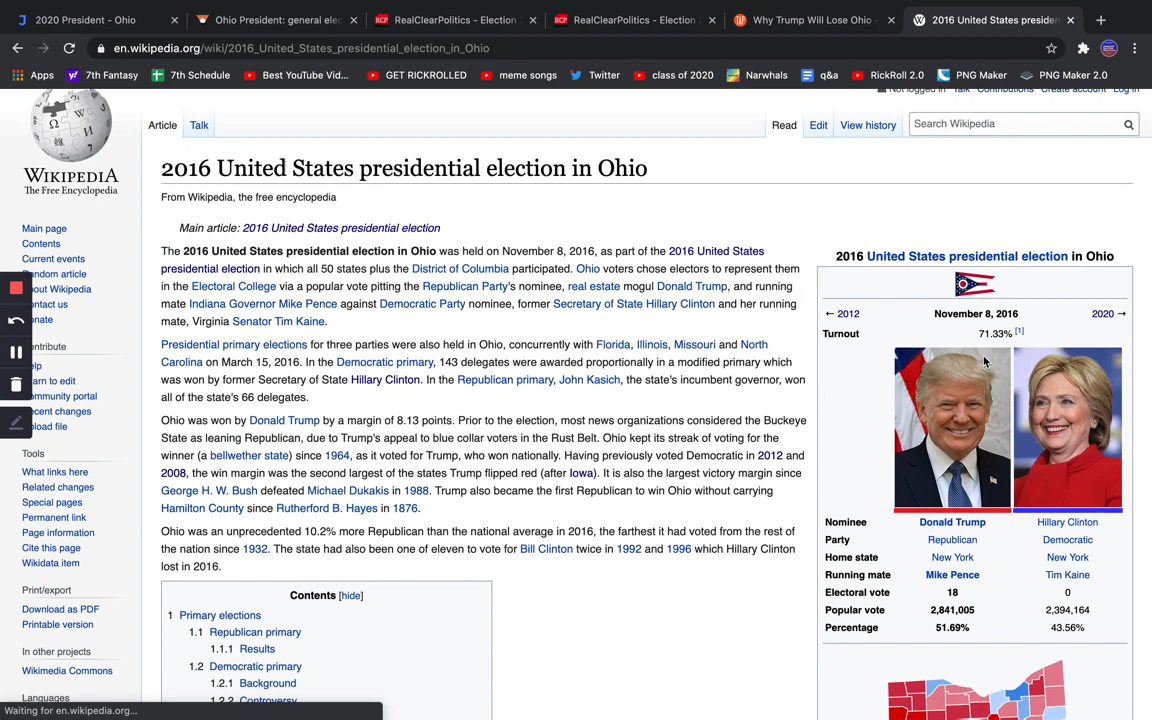 2020 President - Ohio
Ohio President: general elec
RealClearPolitics - Election
RealClearPolitics - Election
Why Trump Will Lose Ohio -
2016 United States presiden
en.wikipedia.org/wiki/2016_United_States_presidential_election_in_Ohio
Apps 7th Fantasy 7th Schedule Best YouTube Vid... GET RICKROLLED meme songs Twitter class of 2020 Narwhals q&a RickRoll 2.0 PNG Maker PNG Maker 2.0
Not logged in Talk Contributions Create account Log in
Article Talk Read Edit View history Search Wikipedia
WIKIPEDIA
The Free Encyclopedia
Main page
Contents
Current events
Random article
bout Wikipedia
ontact us
onate
ontribute
elp
earn to edit
ommunity portal
ecent changes
pload file
Tools
What links here
Related changes
Special pages
Permanent link
Page information
Cite this page
Wikidata item
Print/export
Download as PDF
Printable version
In other projects
Wikimedia Commons
Languages
Waiting for en.wikipedia.org...
2016 United States presidential election in Ohio
From Wikipedia, the free encyclopedia
Main article: 2016 United States presidential election
The 2016 United States presidential election in Ohio was held on November 8, 2016, as part of the 2016 United States
presidential election in which all 50 states plus the District of Columbia participated. Ohio voters chose electors to represent them
in the Electoral College via a popular vote pitting the Republican Party's nominee, real estate mogul Donald Trump, and running
mate Indiana Governor Mike Pence against Democratic Party nominee, former Secretary of State Hillary Clinton and her running
mate, Virginia Senator Tim Kaine.
Presidential primary elections for three parties were also held in Ohio, concurrently with Florida, Illinois, Missouri and North
Carolina on March 15, 2016. In the Democratic primary, 143 delegates were awarded proportionally in a modified primary which
was won by former Secretary of State Hillary Clinton. In the Republican primary, John Kasich, the state's incumbent governor, won
all of the state's 66 delegates.
Ohio was won by Donald Trump by a margin of 8.13 points. Prior to the election, most news organizations considered the Buckeye
State as leaning Republican, due to Trump's appeal to blue collar voters in the Rust Belt. Ohio kept its streak of voting for the
winner (a bellwether state) since 1964, as it voted for Trump, who won nationally. Having previously voted Democratic in 2012 and
2008, the win margin was the second largest of the states Trump flipped red (after Iowa). It is also the largest victory margin since
George H. W. Bush defeated Michael Dukakis in 1988. Trump also became the first Republican to win Ohio without carrying
Hamilton County since Rutherford B. Hayes in 1876.
Ohio was an unprecedented 10.2% more Republican than the national average in 2016, the farthest it had voted from the rest of
the nation since 1932. The state had also been one of eleven to vote for Bill Clinton twice in 1992 and 1996 which Hillary Clinton
lost in 2016.
Contents [hide]
1 Primary elections
1.1 Republican primary
1.1.1 Results
1.2 Democratic primary
1.2.1 Background
1.2.2 Controversy
2016 United States presidential election in Ohio
← 2012 November 8, 2016 2020 →
Turnout 71.33% [1]
Nominee Donald Trump Hillary Clinton
Party Republican Democratic
Home state New York New York
Running mate Mike Pence Tim Kaine
Electoral vote 18 0
Popular vote 2,841,005 2,394,164
Percentage 51.69% 43.56%